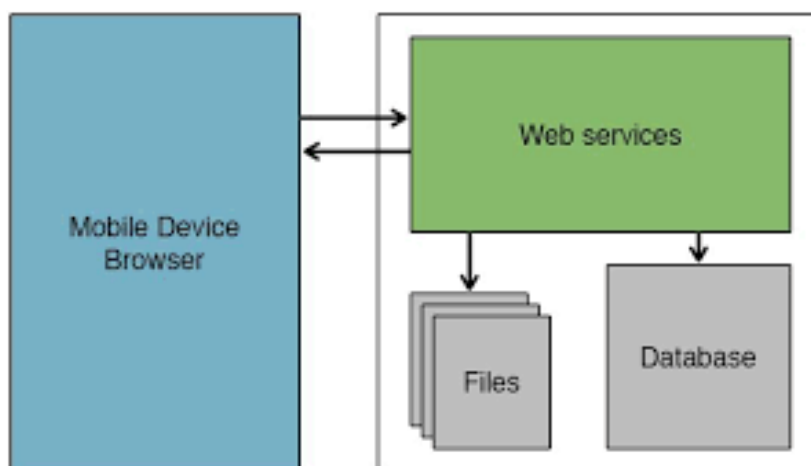 Web services
Mobile Device
Browser
Files
Database